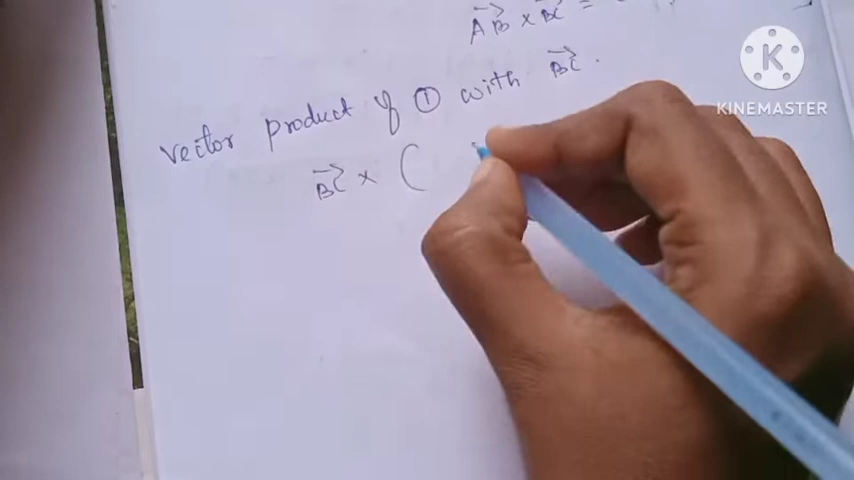 AB × BC =
vector product of ① with BC.
BC × (
K
KINEMASTER